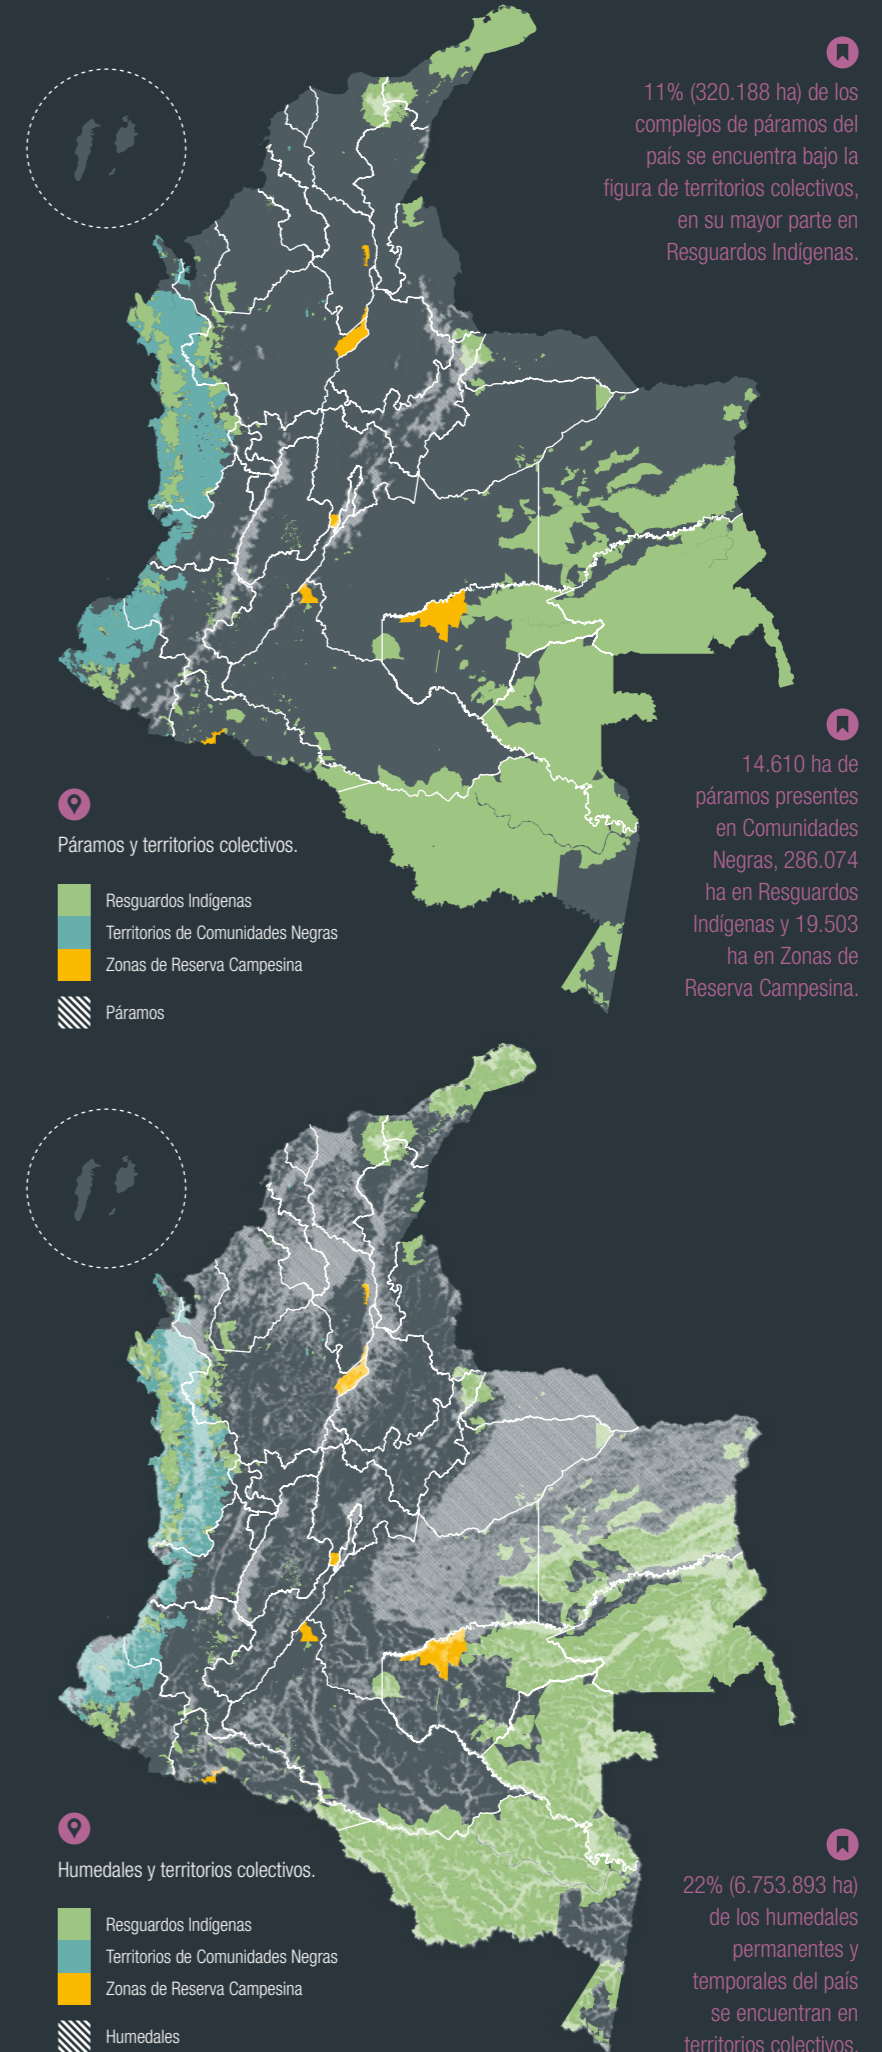 11% (320.188 ha) de los
complejos de páramos del
país se encuentra bajo la
figura de territorios colectivos,
en su mayor parte en
Resguardos Indígenas.
14.610 ha de
páramos presentes
en Comunidades
Negras, 286.074
ha en Resguardos
Indígenas y 19.503
ha en Zonas de
Reserva Campesina.
Páramos y territorios colectivos.
Resguardos Indígenas
Territorios de Comunidades Negras
Zonas de Reserva Campesina
Páramos
Humedales y territorios colectivos.
Resguardos Indígenas
Territorios de Comunidades Negras
Zonas de Reserva Campesina
Humedales
22% (6.753.893 ha)
de los humedales
permanentes y
temporales del país
se encuentran en
territorios colectivos.